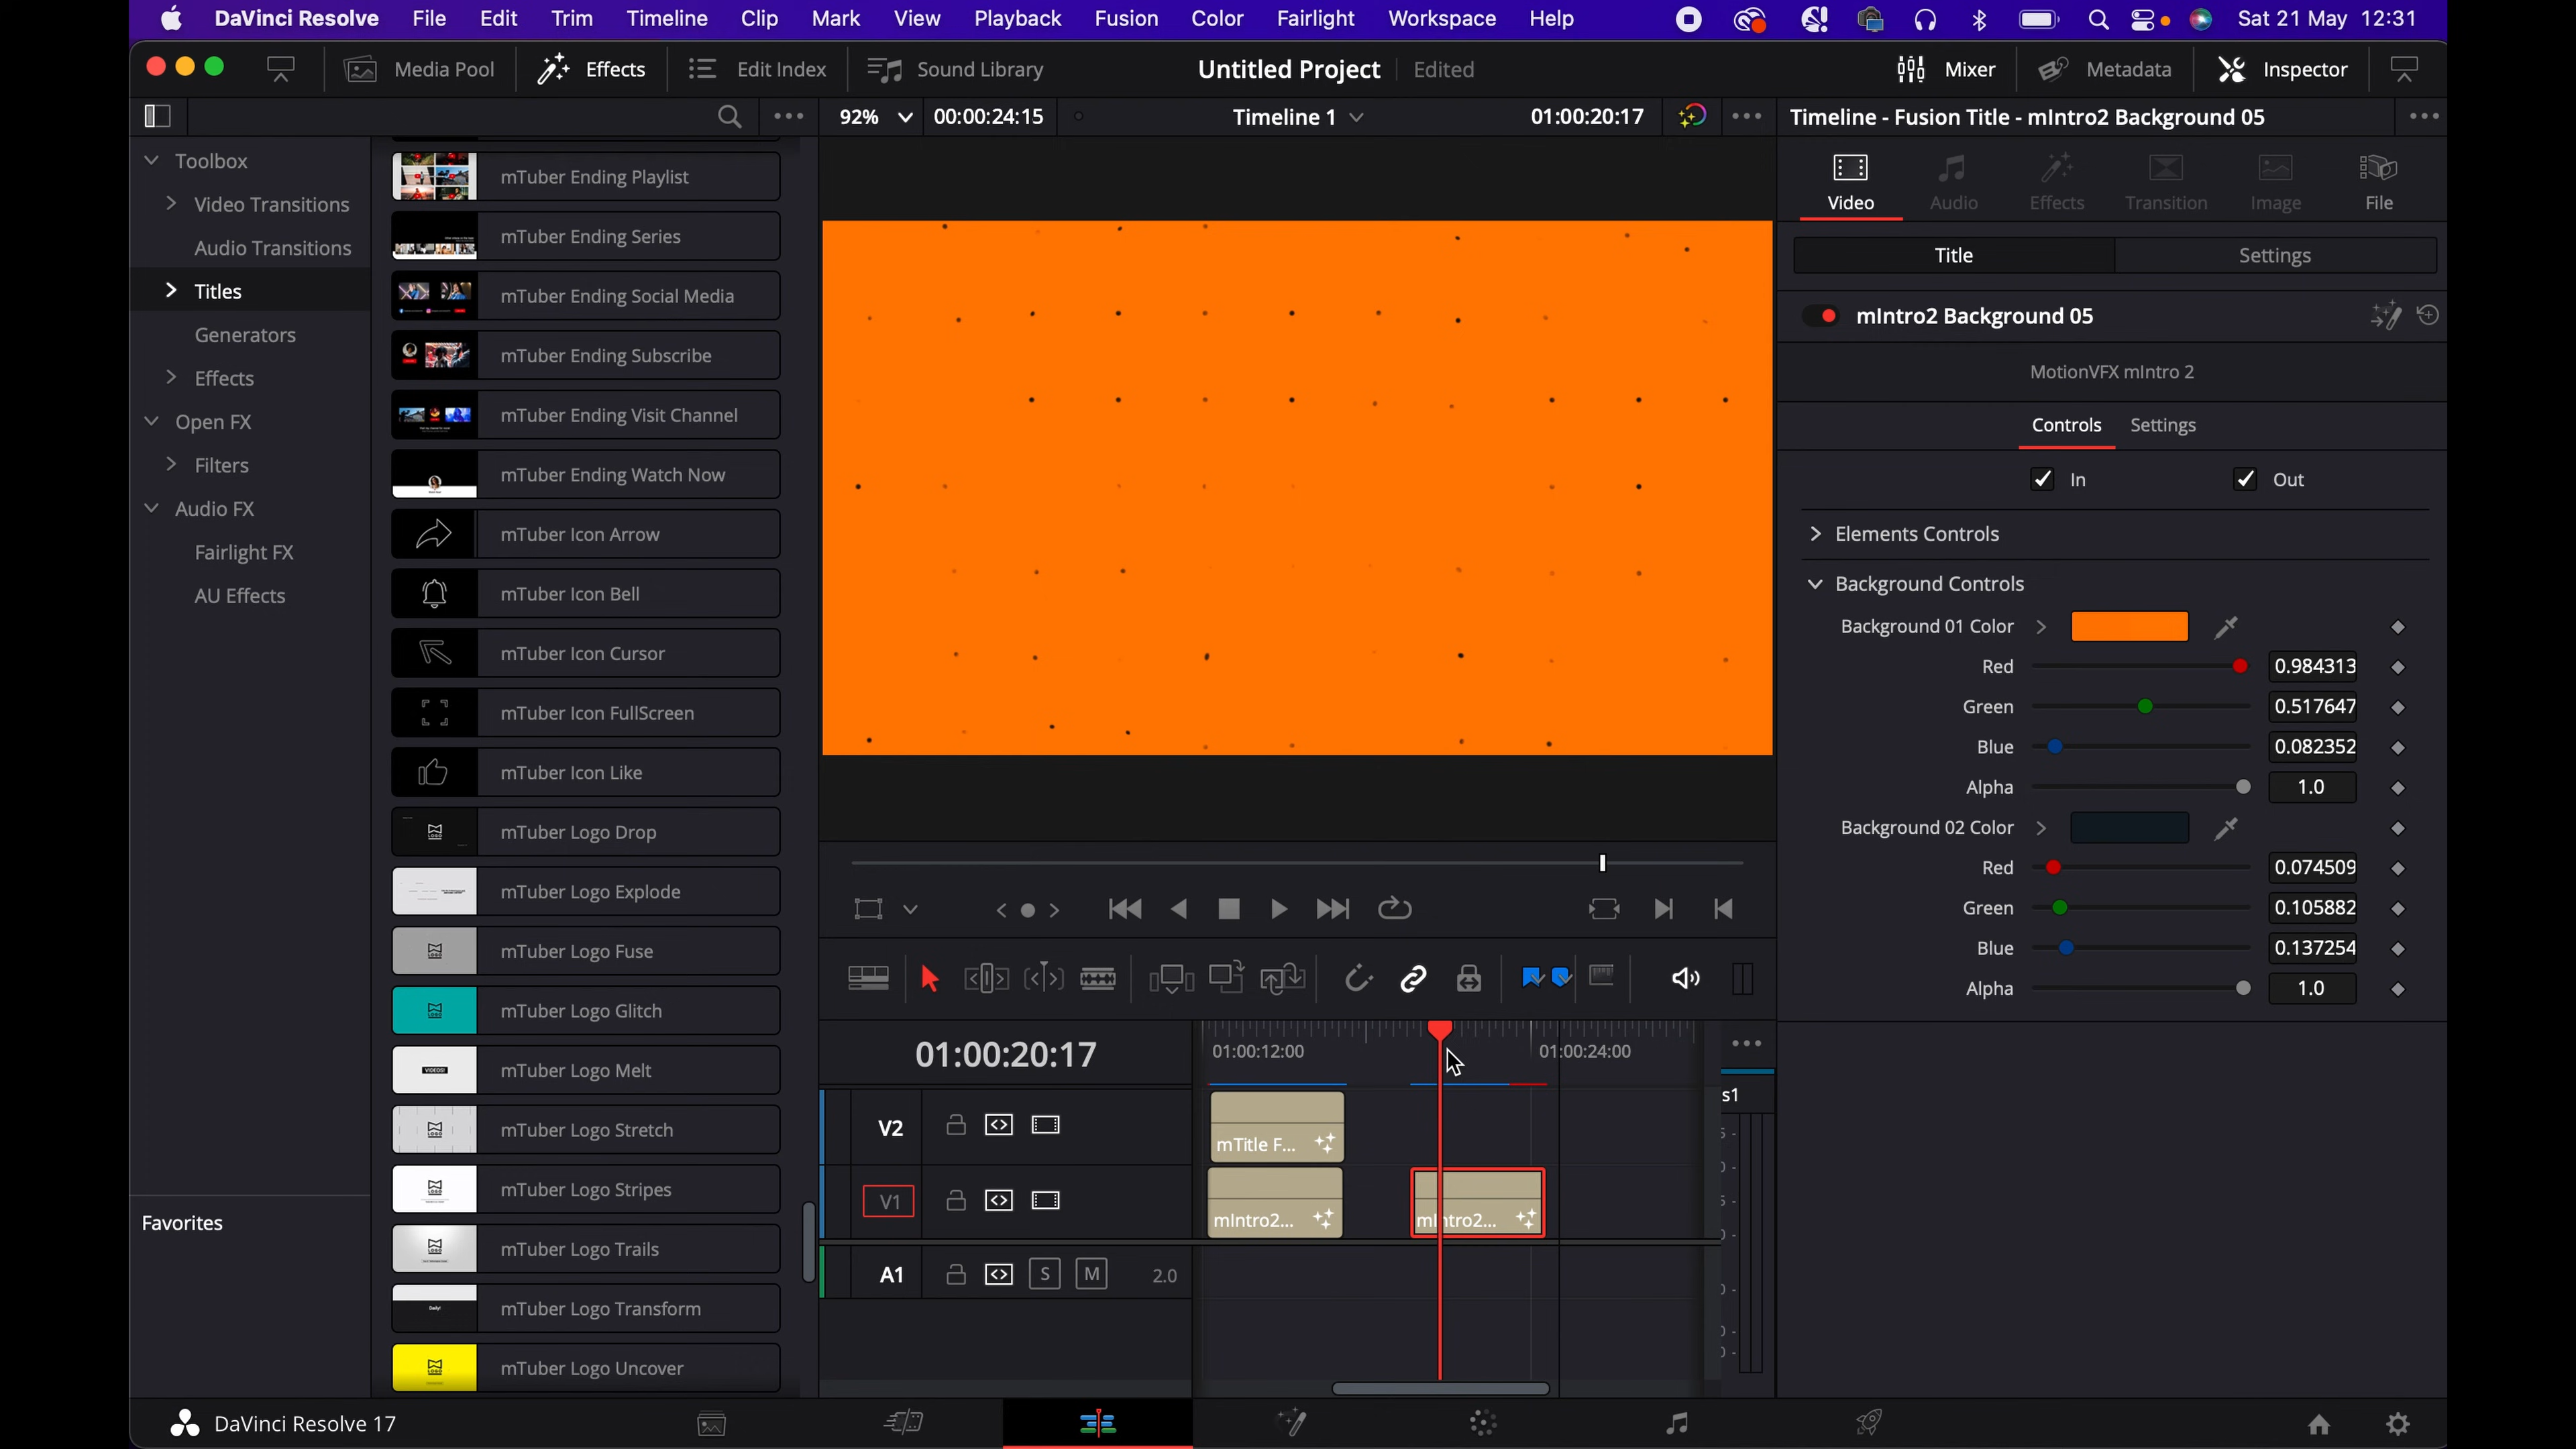 DaVinci Resolve File Edit Trim Timeline Clip Mark View Playback Fusion Color Fairlight Workspace Help Sat 21 May 12:31
Media Pool Effects Edit Index Sound Library Untitled Project Edited Mixer Metadata Inspector
92% 00:00:24:15 Timeline 1 01:00:20:17 Timeline - Fusion Title - mIntro2 Background 05
Toolbox
Video Transitions
Audio Transitions
Titles
Generators
Effects
Open FX
Filters
Audio FX
Fairlight FX
AU Effects
Favorites
mTuber Ending Playlist
mTuber Ending Series
mTuber Ending Social Media
mTuber Ending Subscribe
mTuber Ending Visit Channel
mTuber Ending Watch Now
mTuber Icon Arrow
mTuber Icon Bell
mTuber Icon Cursor
mTuber Icon FullScreen
mTuber Icon Like
mTuber Logo Drop
mTuber Logo Explode
mTuber Logo Fuse
mTuber Logo Glitch
mTuber Logo Melt
mTuber Logo Stretch
mTuber Logo Stripes
mTuber Logo Trails
mTuber Logo Transform
mTuber Logo Uncover
Video Audio Effects Transition Image File
Title Settings
mIntro2 Background 05
MotionVFX mIntro 2
Controls Settings
In Out
Elements Controls
Background Controls
Background 01 Color
Red 0.984313
Green 0.517647
Blue 0.082352
Alpha 1.0
Background 02 Color
Red 0.074509
Green 0.105882
Blue 0.137254
Alpha 1.0
01:00:20:17 01:00:12:00 01:00:24:00
s1
V2 mTitle F...
V1 mIntro2... mIntro2...
A1 S M 2.0
DaVinci Resolve 17